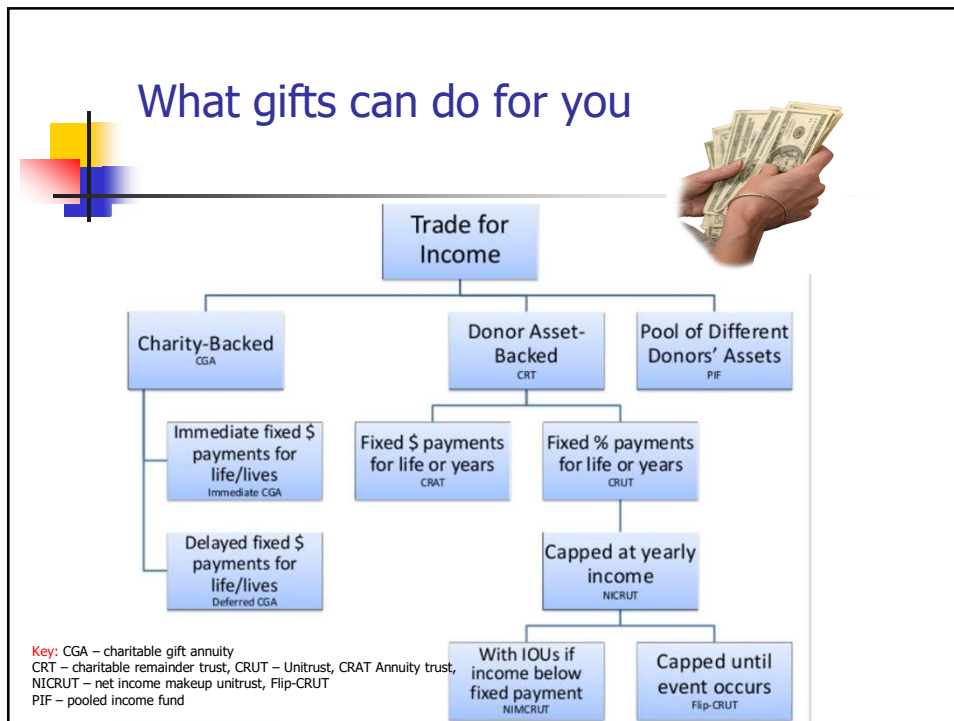 What gifts can do for you
Trade for
Income
Charity-Backed
CGA
Donor Asset-
Backed
CRT
Pool of Different
Donors’ Assets
PIF
Immediate fixed $
payments for
life/lives
Immediate CGA
Fixed $ payments
for life or years
CRAT
Fixed % payments
for life or years
CRUT
Delayed fixed $
payments for
life/lives
Deferred CGA
Capped at yearly
income
NICRUT
With IOUs if
income below
fixed payment
NIMCRUT
Capped until
event occurs
Flip-CRUT
Key: CGA – charitable gift annuity
CRT – charitable remainder trust, CRUT – Unitrust, CRAT Annuity trust,
NICRUT – net income makeup unitrust, Flip-CRUT
PIF – pooled income fund